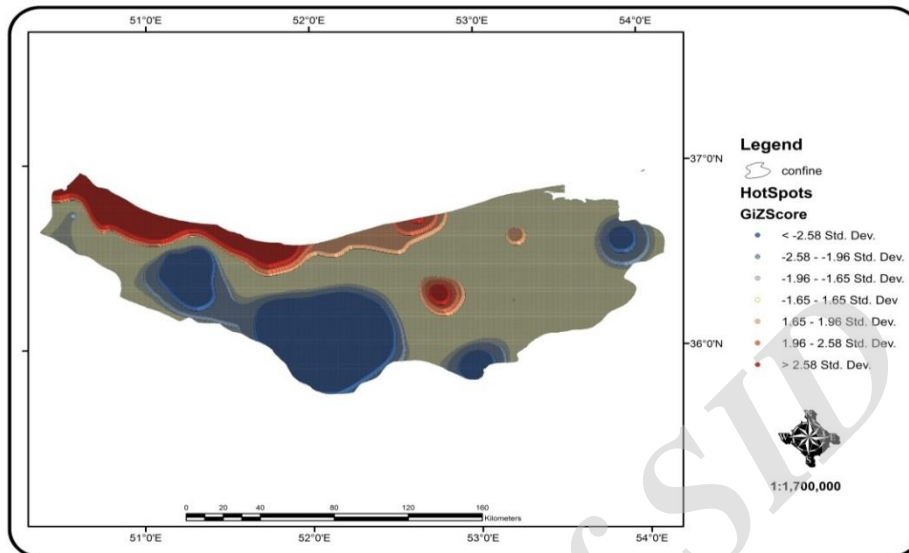 51°0'E 52°0'E 53°0'E 54°0'E
37°0'N
36°0'N
Legend
confine
HotSpots
GiZScore
< -2.58 Std. Dev.
-2.58 - -1.96 Std. Dev.
-1.96 - -1.65 Std. Dev.
-1.65 - 1.65 Std. Dev
1.65 - 1.96 Std. Dev.
1.96 - 2.58 Std. Dev.
> 2.58 Std. Dev.
1:1,700,000
0 20 40 80 120 160
Kilometers
51°0'E 52°0'E 53°0'E 54°0'E
f SID